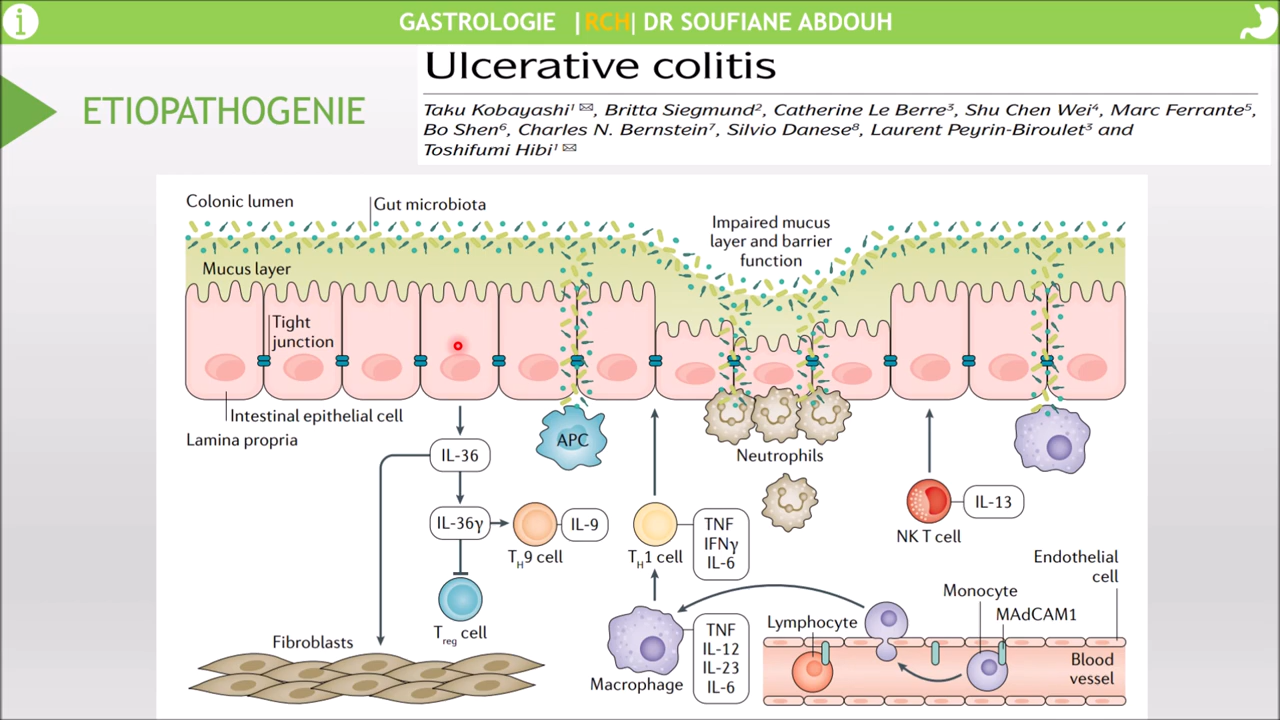 GASTROLOGIE |RCH| DR SOUFIANE ABDOUH
ETIOPATHOGENIE
Ulcerative colitis
Taku Kobayashi¹ ✉, Britta Siegmund², Catherine Le Berre³, Shu Chen Wei⁴, Marc Ferrante⁵,
Bo Shen⁶, Charles N. Bernstein⁷, Silvio Danese⁸, Laurent Peyrin-Biroulet³ and
Toshifumi Hibi¹ ✉
Colonic lumen
Gut microbiota
Impaired mucus
layer and barrier
function
Mucus layer
Tight
junction
Intestinal epithelial cell
Lamina propria
APC
Neutrophils
IL-36
IL-36γ
IL-9
TH9 cell
TH1 cell
TNF
IFNγ
IL-6
IL-13
NK T cell
Treg cell
Fibroblasts
Macrophage
TNF
IL-12
IL-23
IL-6
Endothelial
cell
Monocyte
MAdCAM1
Lymphocyte
Blood
vessel